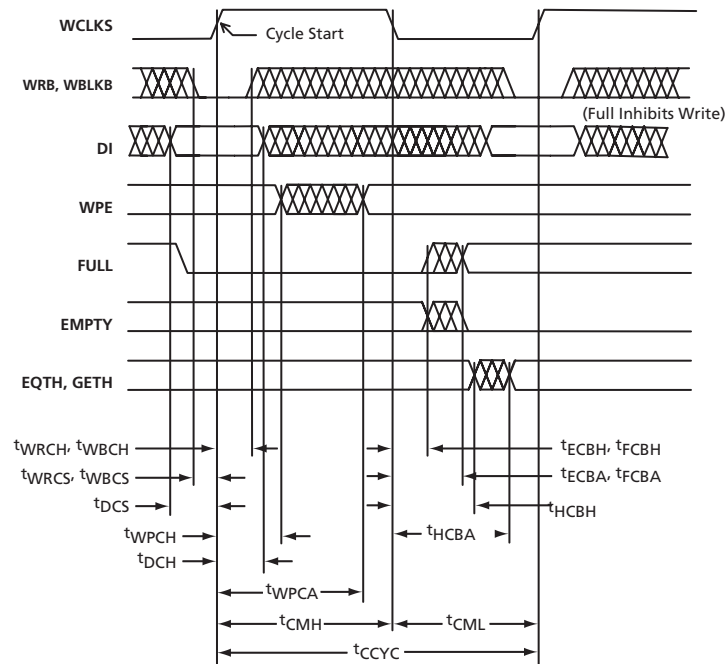 WCLKS
Cycle Start
WRB, WBLKB
(Full Inhibits Write)
DI
WPE
FULL
EMPTY
EQTH, GETH
tWRCH, tWBCH
tECBH, tFCBH
tWRCS, tWBCS
tECBA, tFCBA
tDCS
tHCBH
tWPCH
tHCBA
tDCH
tWPCA
tCMH
tCML
tCCYC